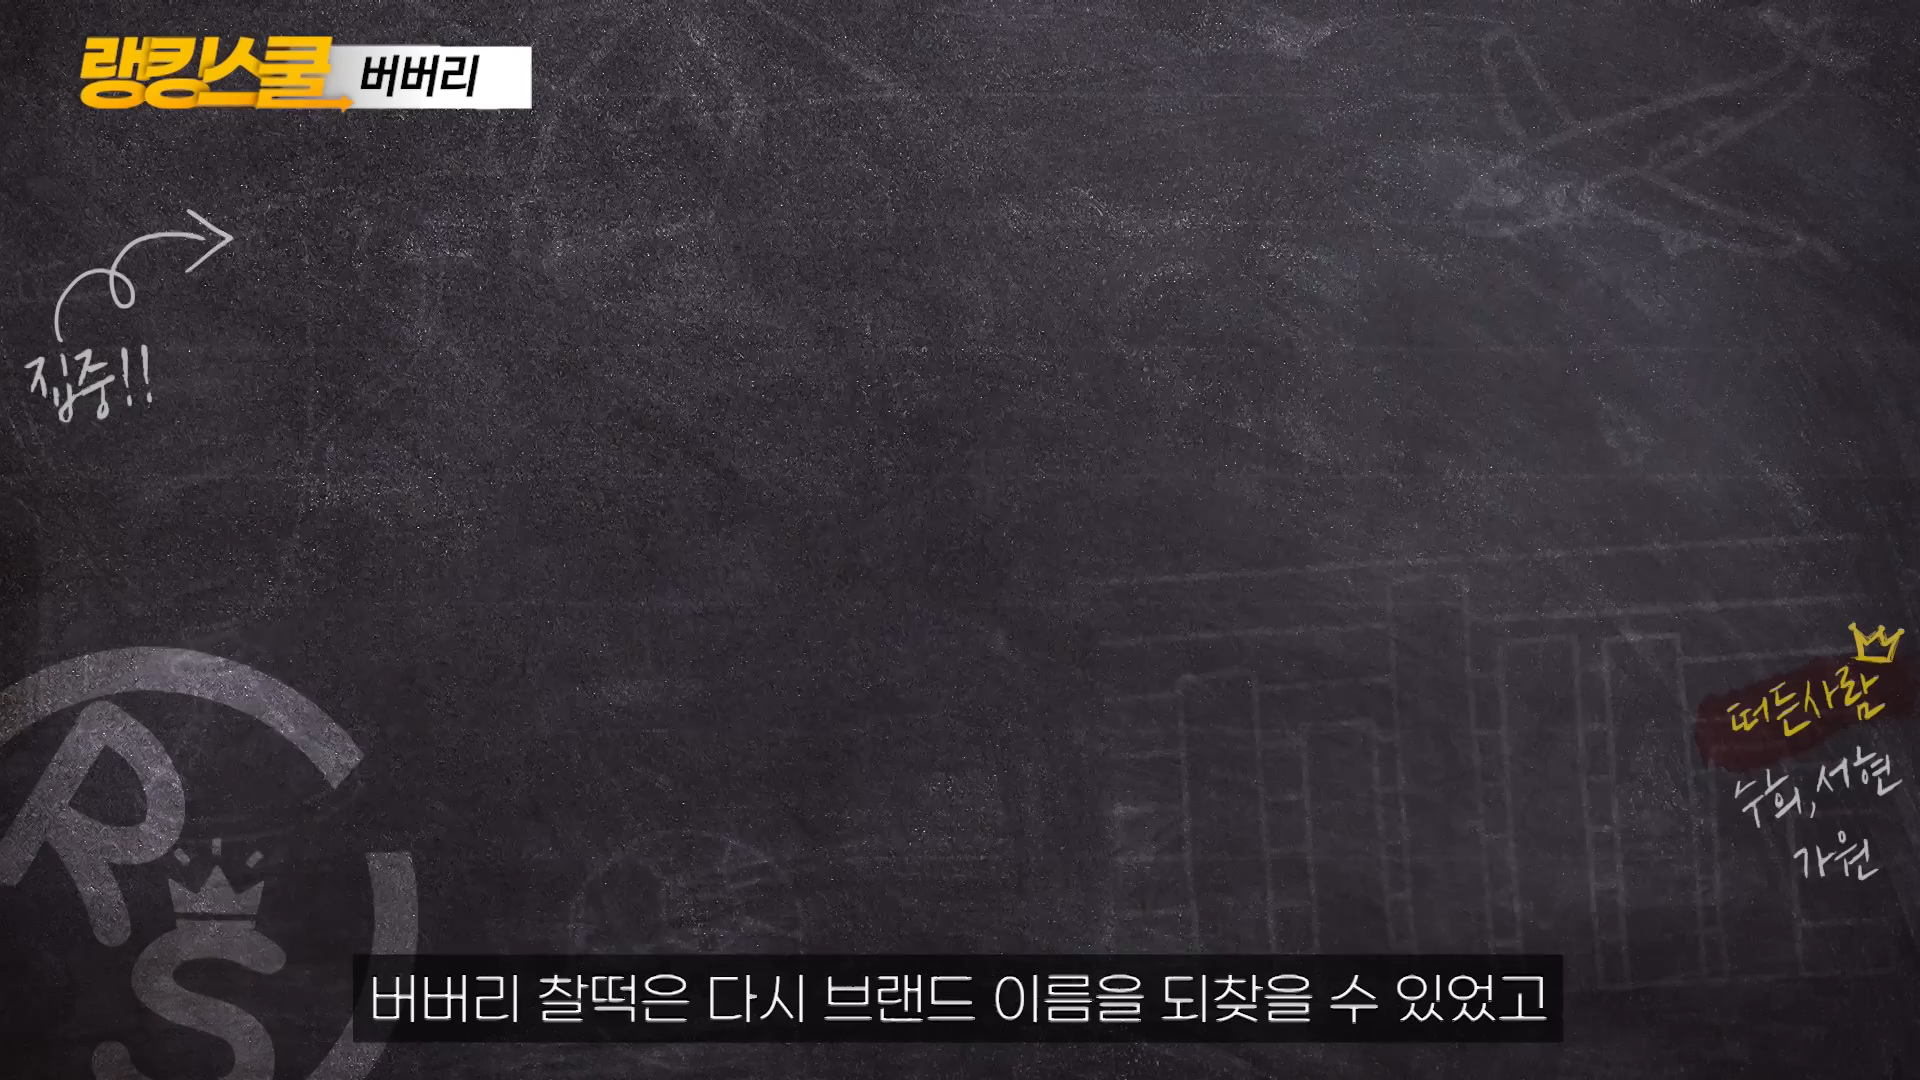 랭킹스쿨 버버리
집중!!
떠든사람
수희, 서현
가원
RS
버버리 찰떡은 다시 브랜드 이름을 되찾을 수 있었고